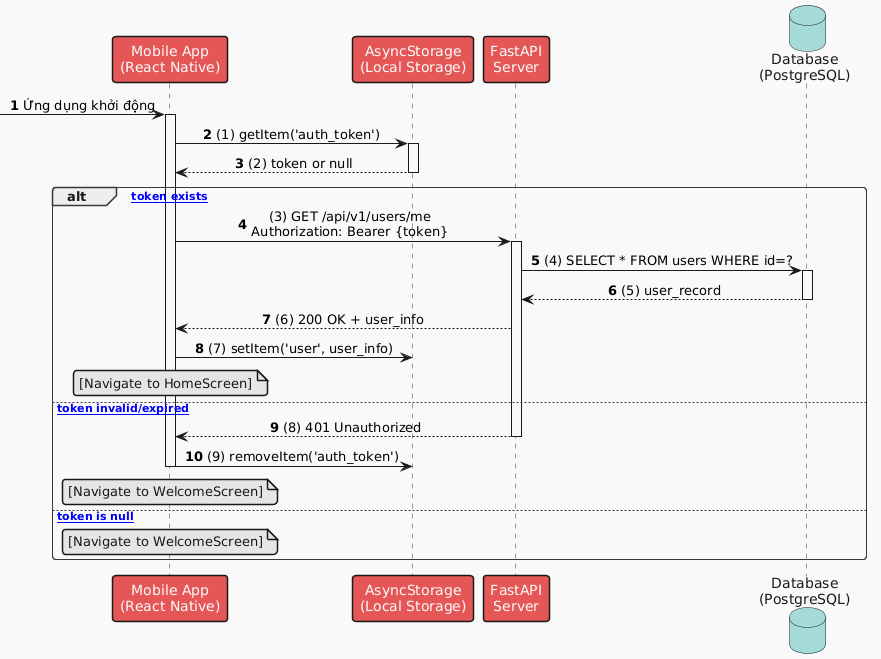 Mobile App
(React Native)
AsyncStorage
(Local Storage)
FastAPI
Server
Database
(PostgreSQL)
1 Ứng dụng khởi động
2 (1) getItem('auth_token')
3 (2) token or null
alt
token exists
(3) GET /api/v1/users/me
4
Authorization: Bearer {token}
5 (4) SELECT * FROM users WHERE id=?
6 (5) user_record
7 (6) 200 OK + user_info
8 (7) setItem('user', user_info)
[Navigate to HomeScreen]
token invalid/expired
9 (8) 401 Unauthorized
10 (9) removeItem('auth_token')
[Navigate to WelcomeScreen]
token is null
[Navigate to WelcomeScreen]
Mobile App
(React Native)
AsyncStorage
(Local Storage)
FastAPI
Server
Database
(PostgreSQL)